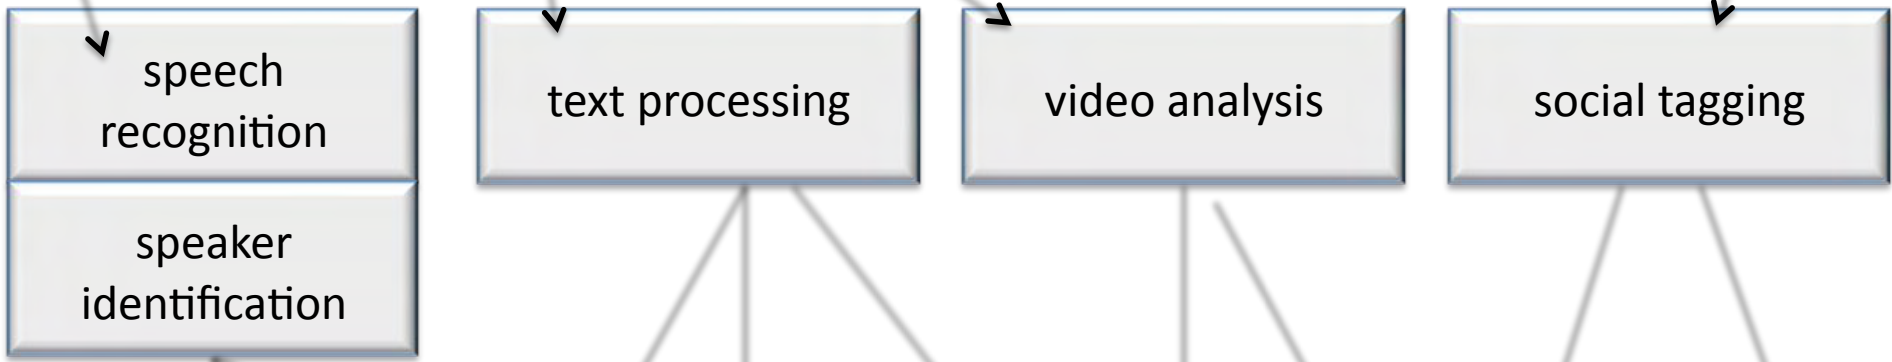 speech
recognition
speaker
identification
text processing
video analysis
social tagging